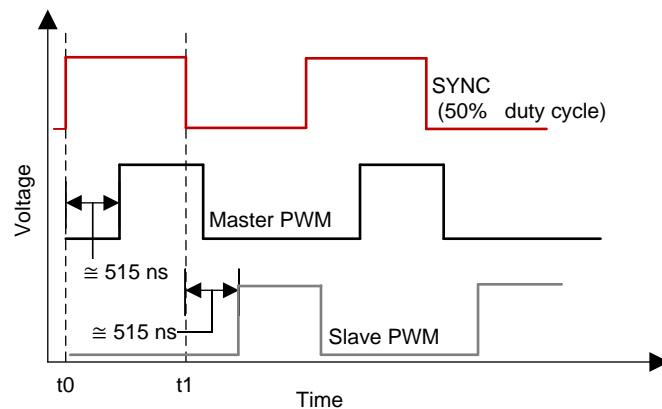 SYNC
(50% duty cycle)
Voltage
Master PWM
≅ 515 ns
≅ 515 ns
Slave PWM
t0
t1
Time